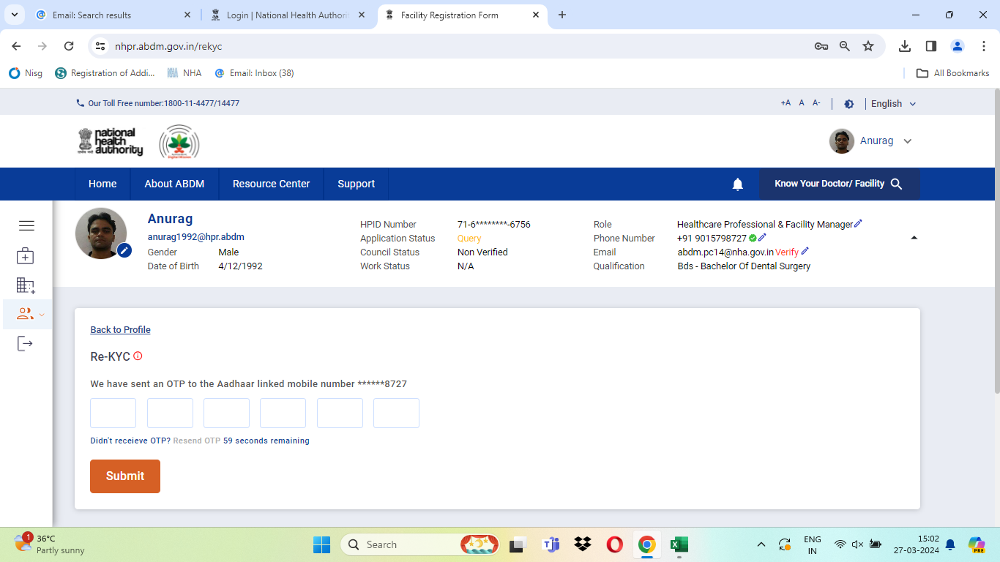 Email: Search results
Login | National Health Authori
Facility Registration Form
nhpr.abdm.gov.in/rekyc
Nisg
Registration of Addi...
NHA
Email: Inbox (38)
All Bookmarks
Our Toll Free number:1800-11-4477/14477
+A A A-
English
national
health
authority
Anurag
Home
About ABDM
Resource Center
Support
Know Your Doctor/ Facility
Anurag
anurag1992@hpr.abdm
Gender Male
Date of Birth 4/12/1992
HPID Number 71-6********-6756
Application Status Query
Council Status Non Verified
Work Status N/A
Role Healthcare Professional & Facility Manager
Phone Number +91 9015798727
Email abdm.pc14@nha.gov.in Verify
Qualification Bds - Bachelor Of Dental Surgery
Back to Profile
Re-KYC
We have sent an OTP to the Aadhaar linked mobile number ******8727
Didn't receieve OTP? Resend OTP 59 seconds remaining
Submit
1
36°C
Partly sunny
Search
ENG
IN
15:02
27-03-2024
PRE